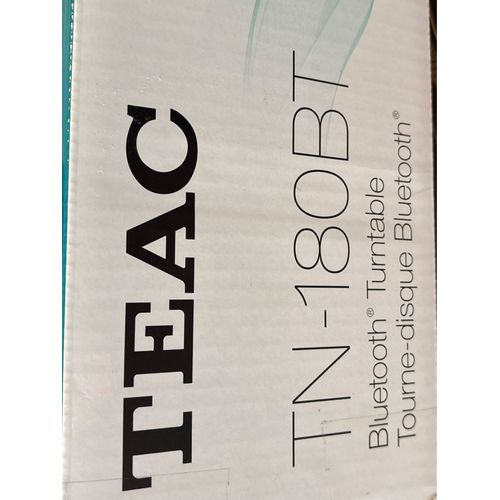 TEAC
TN-180BT
Bluetooth® Turntable
Tourne-disque Bluetooth®